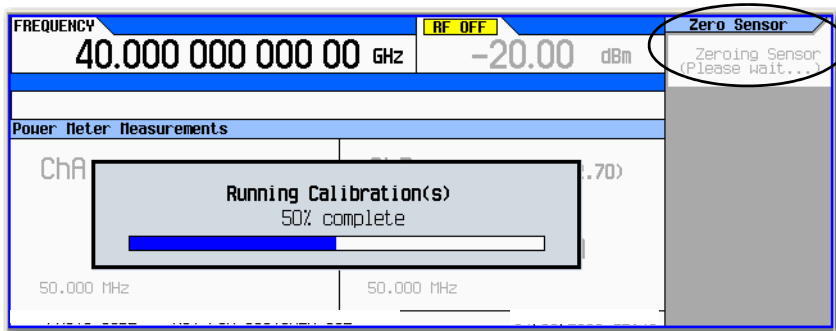 FREQUENCY
40.000 000 000 00 GHz
RF OFF
-20.00 dBm
Zero Sensor
Zeroing Sensor
(Please wait...)
Power Meter Measurements
ChA
.70)
Running Calibration(s)
50% complete
50.000 MHz
50.000 MHz